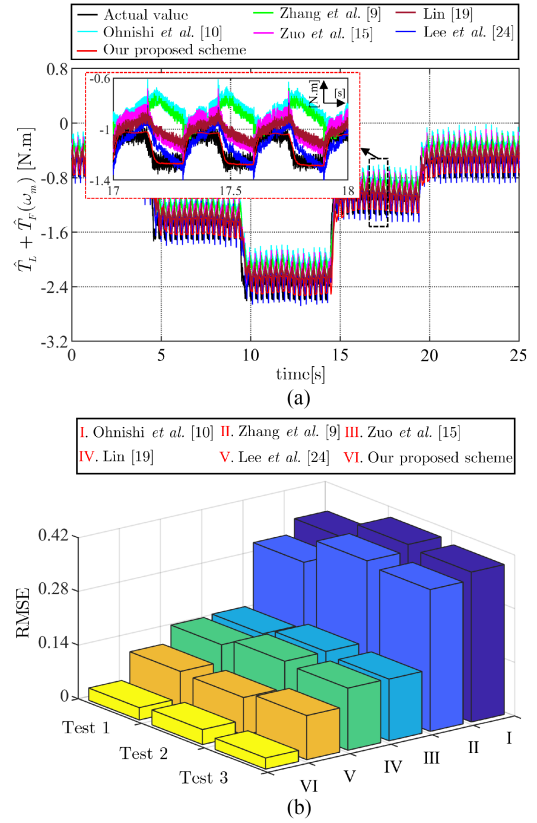 Actual value
Zhang et al. [9]
Lin [19]
Ohnishi et al. [10]
Zuo et al. [15]
Lee et al. [24]
Our proposed scheme
0.8
0
-0.8
-1.6
-2.4
-3.2
T̂_L + T̂_F(ω_m) [N.m]
-0.6
-1
-1.4
17
17.5
18
[N.m]
[s]
0
5
10
15
20
25
time[s]
(a)
I. Ohnishi et al. [10] II. Zhang et al. [9] III. Zuo et al. [15]
IV. Lin [19] V. Lee et al. [24] VI. Our proposed scheme
0.42
0.28
0.14
0
RMSE
Test 1
Test 2
Test 3
VI
V
IV
III
II
I
(b)